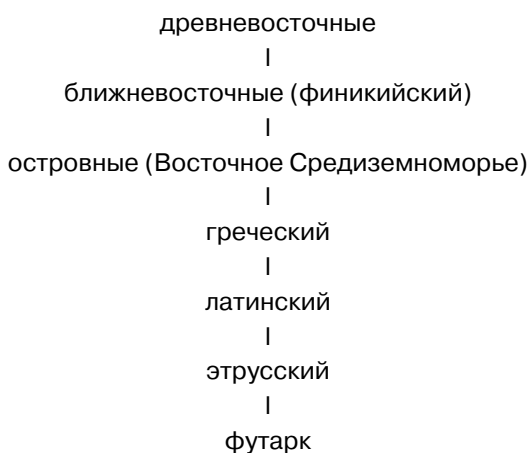 древневосточные
|
ближневосточные (финикийский)
|
островные (Восточное Средиземноморье)
|
греческий
|
латинский
|
этрусский
|
футарк